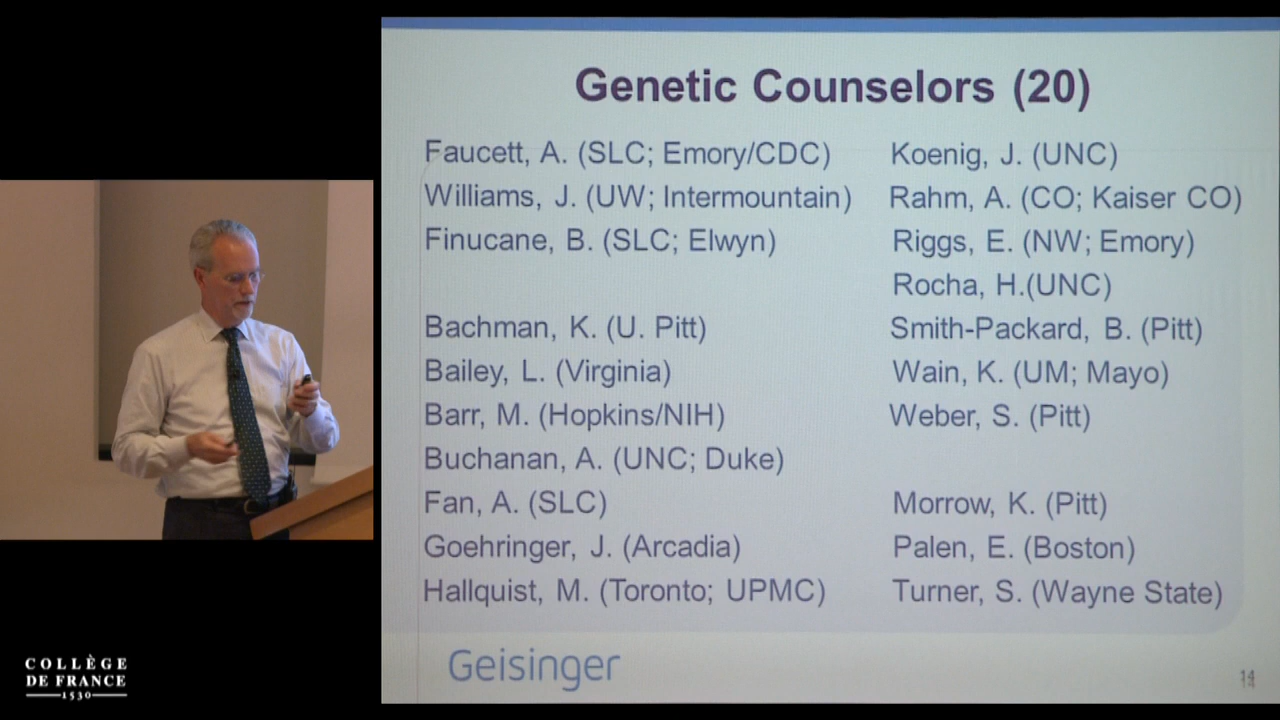 Genetic Counselors (20)
Faucett, A. (SLC; Emory/CDC)
Williams, J. (UW; Intermountain)
Finucane, B. (SLC; Elwyn)
Bachman, K. (U. Pitt)
Bailey, L. (Virginia)
Barr, M. (Hopkins/NIH)
Buchanan, A. (UNC; Duke)
Fan, A. (SLC)
Goehringer, J. (Arcadia)
Hallquist, M. (Toronto; UPMC)
Koenig, J. (UNC)
Rahm, A. (CO; Kaiser CO)
Riggs, E. (NW; Emory)
Rocha, H.(UNC)
Smith-Packard, B. (Pitt)
Wain, K. (UM; Mayo)
Weber, S. (Pitt)
Morrow, K. (Pitt)
Palen, E. (Boston)
Turner, S. (Wayne State)
Geisinger
14
COLLÈGE
DE FRANCE
1530